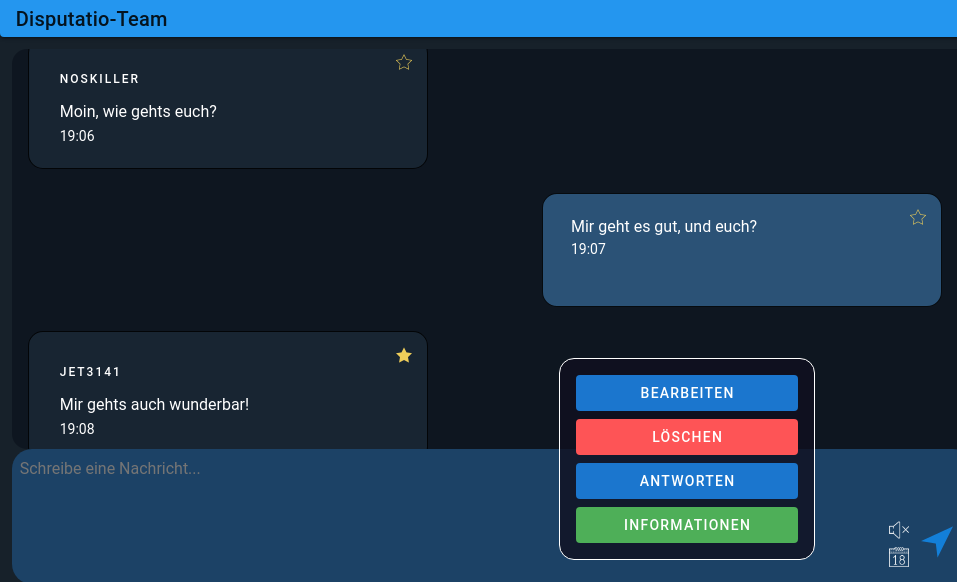 Disputatio-Team
NOSKILLER
Moin, wie gehts euch?
19:06
Mir geht es gut, und euch?
19:07
JET3141
Mir gehts auch wunderbar!
19:08
BEARBEITEN
LÖSCHEN
ANTWORTEN
INFORMATIONEN
Schreibe eine Nachricht...
18